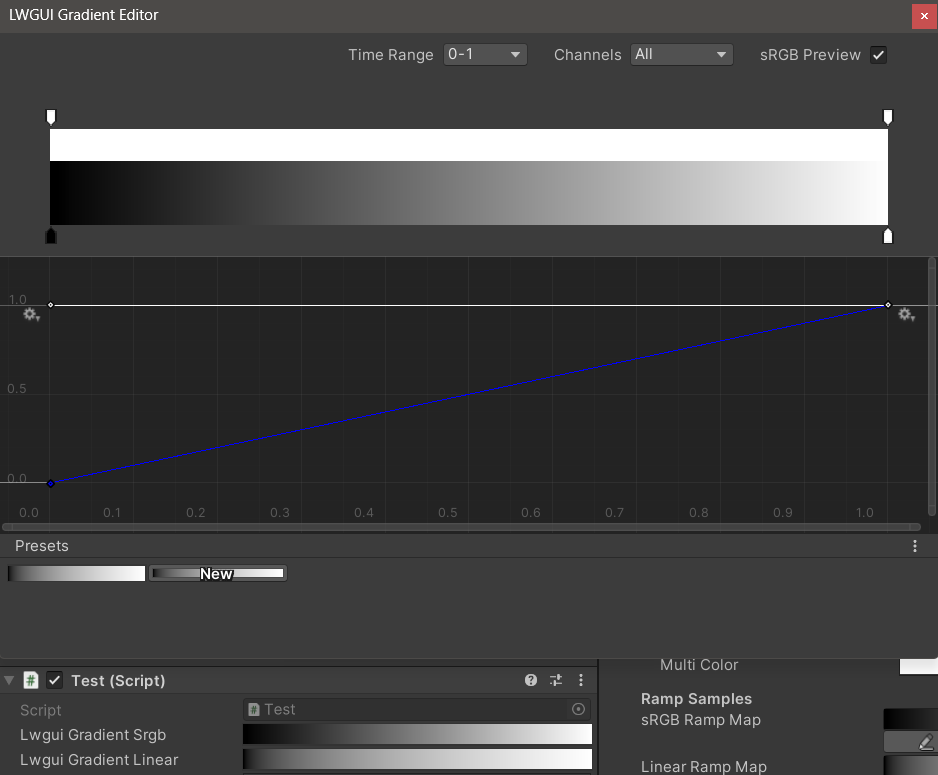 LWGUI Gradient Editor
Time Range 0-1 Channels All sRGB Preview
1.0
0.5
0.0
0.0 0.1 0.2 0.3 0.4 0.5 0.6 0.7 0.8 0.9 1.0
Presets
New
Test (Script)
Script Test
Lwgui Gradient Srgb
Lwgui Gradient Linear
Multi Color
Ramp Samples
sRGB Ramp Map
Linear Ramp Map